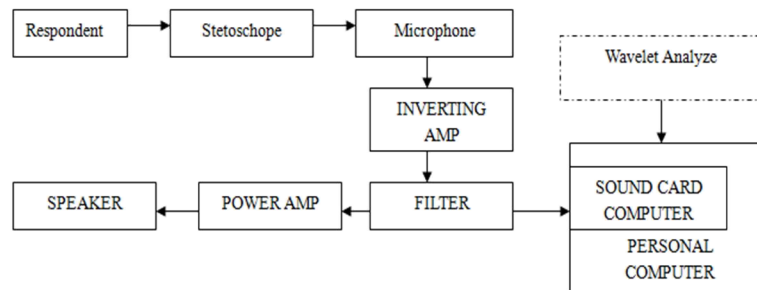 Respondent
Stetoschope
Microphone
Wavelet Analyze
INVERTING
AMP
SPEAKER
POWER AMP
FILTER
SOUND CARD
COMPUTER
PERSONAL
COMPUTER